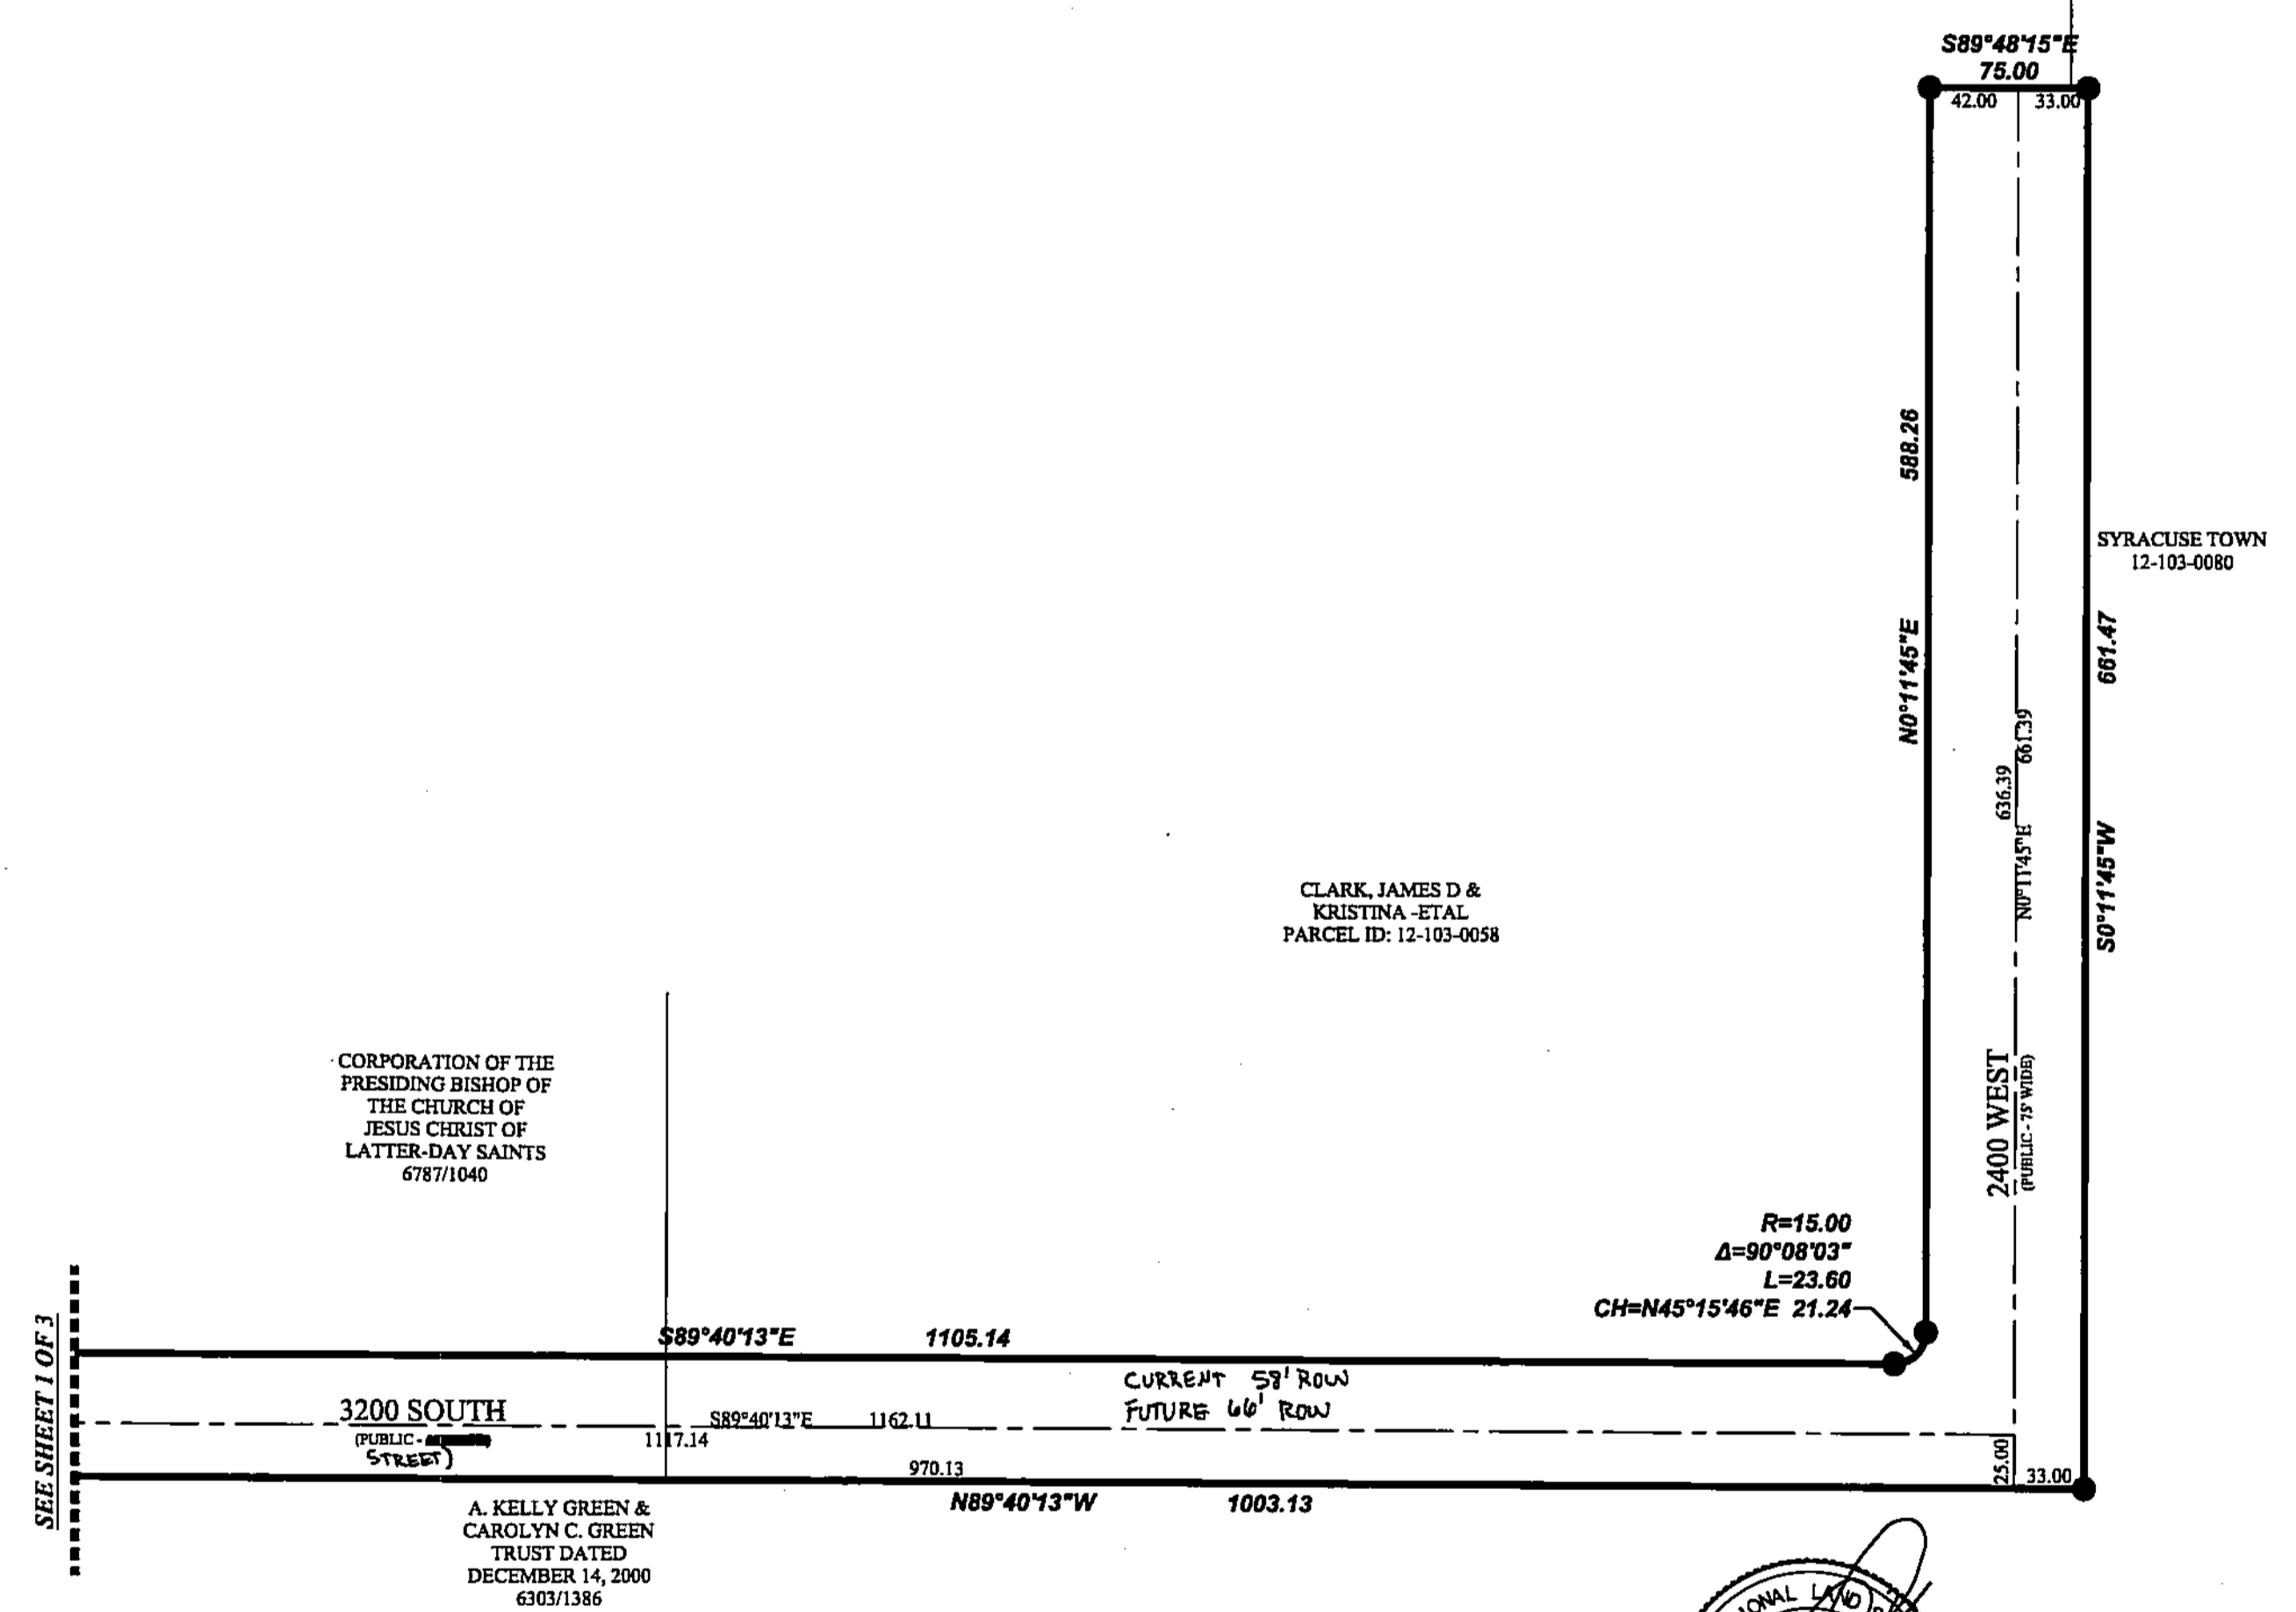 S89°48'15"E
75.00
42.00
33.00
588.26
N0°11'45"E
SYRACUSE TOWN
12-103-0080
661.47
S0°11'45"W
661.39
636.39
N0°11'45"E
2400 WEST
(PUBLIC - 75' WIDE)
CLARK, JAMES D &
KRISTINA -ETAL
PARCEL ID: 12-103-0058
CORPORATION OF THE
PRESIDING BISHOP OF
THE CHURCH OF
JESUS CHRIST OF
LATTER-DAY SAINTS
6787/1040
R=15.00
Δ=90°08'03"
L=23.60
CH=N45°15'46"E 21.24
SEE SHEET 1 OF 3
S89°40'13"E 1105.14
CURRENT 58' ROW
FUTURE 66' ROW
3200 SOUTH
(PUBLIC -
STREET)
S89°40'13"E 1162.11
1117.14
970.13
25.00
33.00
N89°40'13"W 1003.13
A. KELLY GREEN &
CAROLYN C. GREEN
TRUST DATED
DECEMBER 14, 2000
6303/1386
LAND